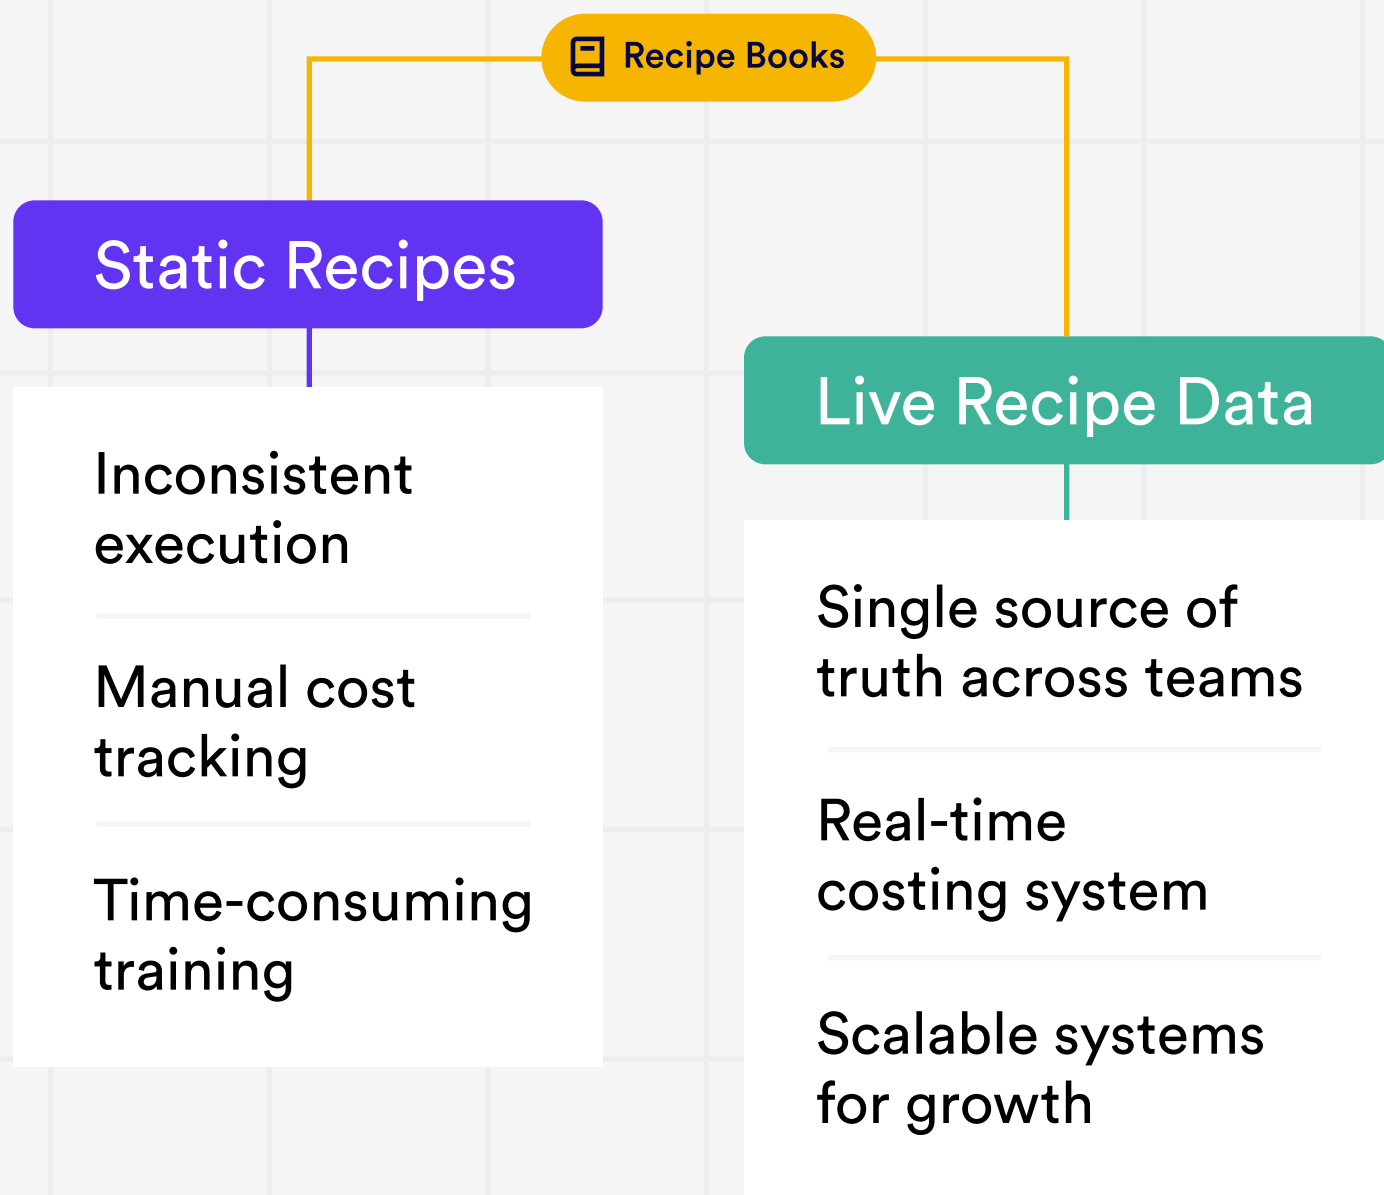 Recipe Books
Static Recipes
Inconsistent
execution
Manual cost
tracking
Time-consuming
training
Live Recipe Data
Single source of
truth across teams
Real-time
costing system
Scalable systems
for growth